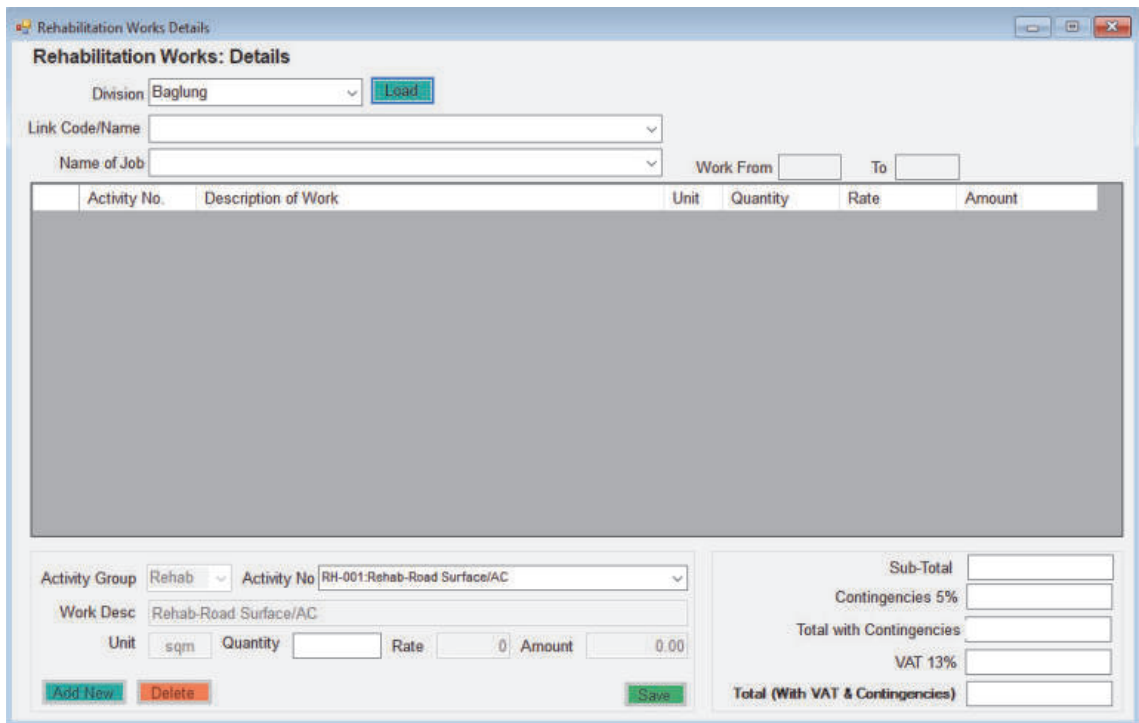 Rehabilitation Works Details
Rehabilitation Works: Details
Division Baglung Load
Link Code/Name
Name of Job Work From To
Activity No. Description of Work Unit Quantity Rate Amount
Activity Group Rehab Activity No RH-001:Rehab-Road Surface/AC
Work Desc Rehab-Road Surface/AC
Unit sqm Quantity Rate 0 Amount 0.00
Add New Delete Save
Sub-Total
Contingencies 5%
Total with Contingencies
VAT 13%
Total (With VAT & Contingencies)